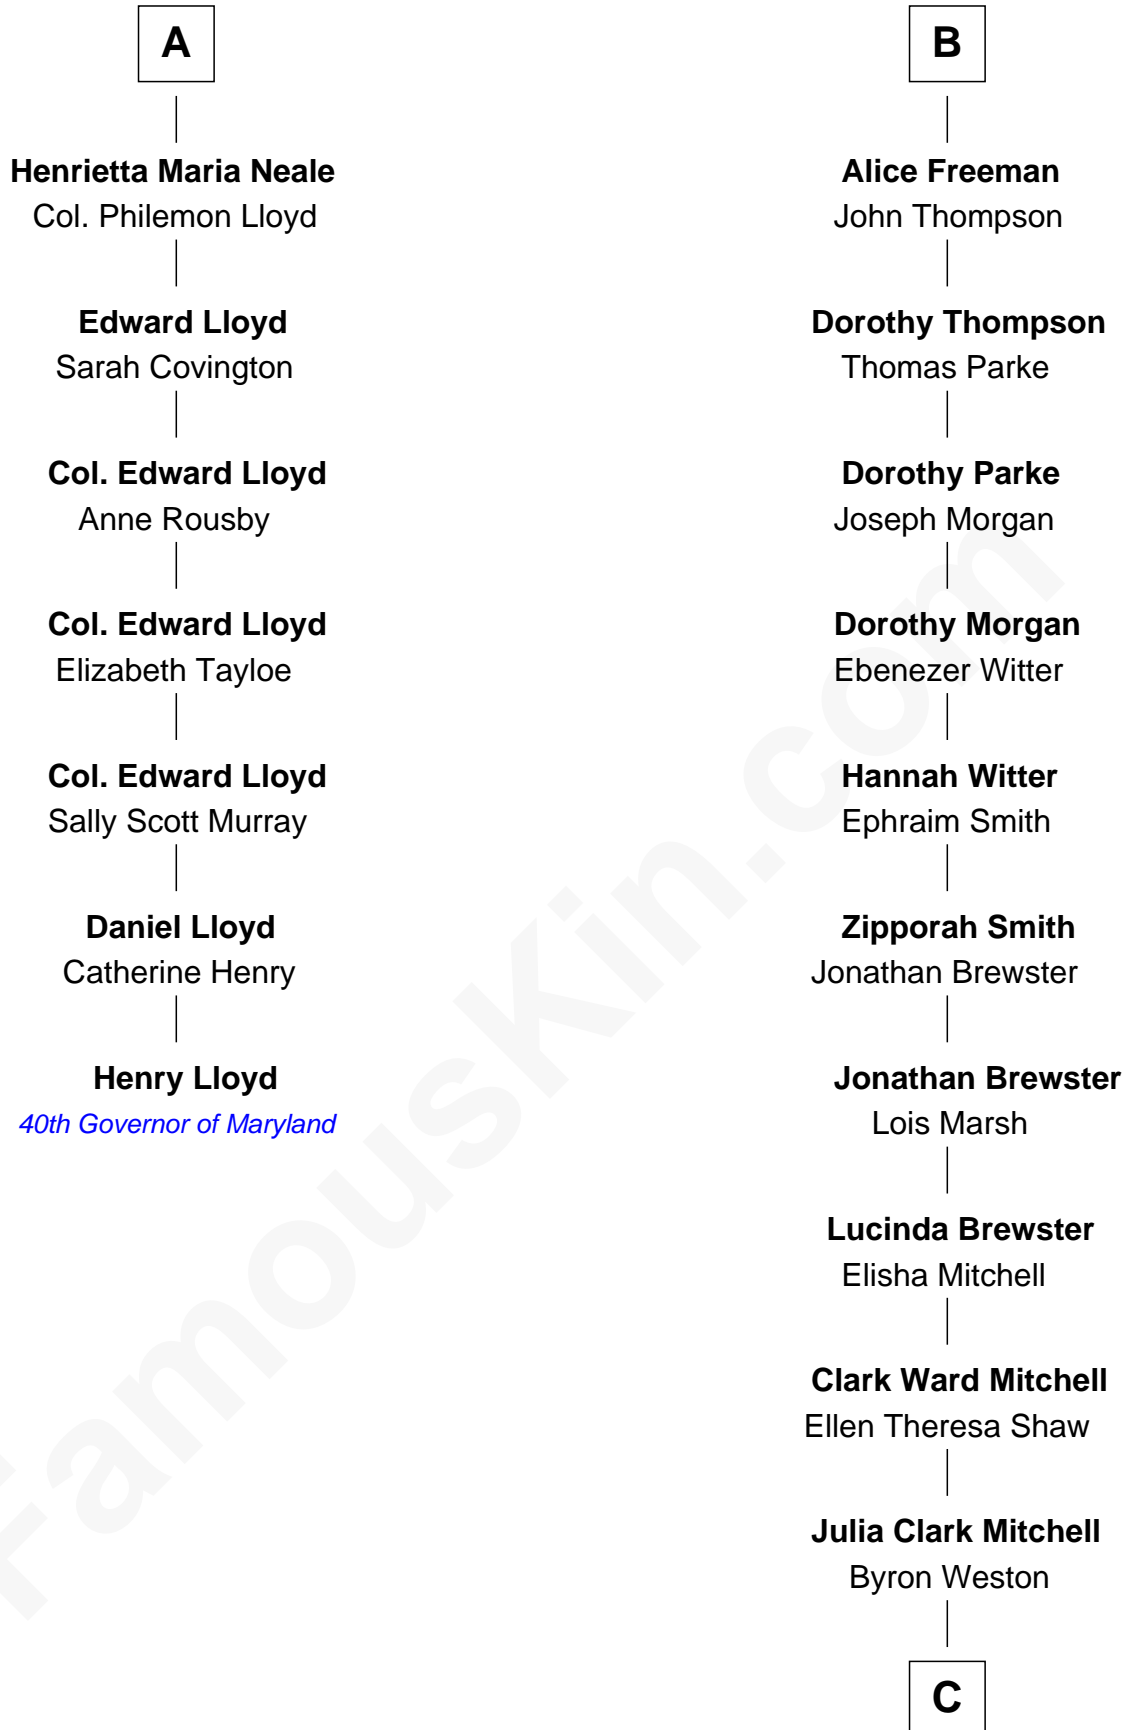 A
Henrietta Maria Neale
Col. Philemon Lloyd
Edward Lloyd
Sarah Covington
Col. Edward Lloyd
Anne Rousby
Col. Edward Lloyd
Elizabeth Tayloe
Col. Edward Lloyd
Sally Scott Murray
Daniel Lloyd
Catherine Henry
Henry Lloyd
40th Governor of Maryland
B
Alice Freeman
John Thompson
Dorothy Thompson
Thomas Parke
Dorothy Parke
Joseph Morgan
Dorothy Morgan
Ebenezer Witter
Hannah Witter
Ephraim Smith
Zipporah Smith
Jonathan Brewster
Jonathan Brewster
Lois Marsh
Lucinda Brewster
Elisha Mitchell
Clark Ward Mitchell
Ellen Theresa Shaw
Julia Clark Mitchell
Byron Weston
C
FamousKin.com